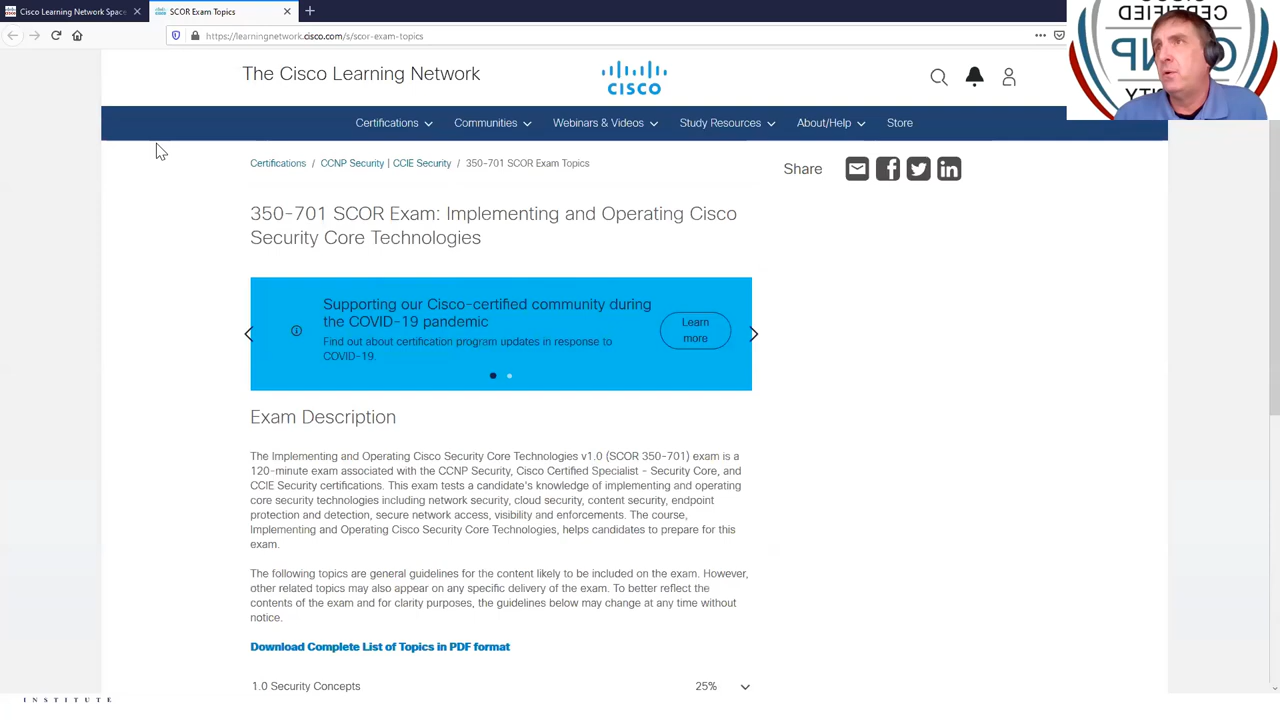 Cisco Learning Network Space
SCOR Exam Topics
https://learningnetwork.cisco.com/s/scor-exam-topics
CERTIFIED
The Cisco Learning Network
CISCO
Certifications
Communities
Webinars & Videos
Study Resources
About/Help
Store
Certifications / CCNP Security | CCIE Security / 350-701 SCOR Exam Topics
Share
350-701 SCOR Exam: Implementing and Operating Cisco
Security Core Technologies
Supporting our Cisco-certified community during
the COVID-19 pandemic
Find out about certification program updates in response to
COVID-19.
Learn
more
Exam Description
The Implementing and Operating Cisco Security Core Technologies v1.0 (SCOR 350-701) exam is a
120-minute exam associated with the CCNP Security, Cisco Certified Specialist - Security Core, and
CCIE Security certifications. This exam tests a candidate's knowledge of implementing and operating
core security technologies including network security, cloud security, content security, endpoint
protection and detection, secure network access, visibility and enforcements. The course,
Implementing and Operating Cisco Security Core Technologies, helps candidates to prepare for this
exam.
The following topics are general guidelines for the content likely to be included on the exam. However,
other related topics may also appear on any specific delivery of the exam. To better reflect the
contents of the exam and for clarity purposes, the guidelines below may change at any time without
notice.
Download Complete List of Topics in PDF format
1.0 Security Concepts 25%
INSTITUTE